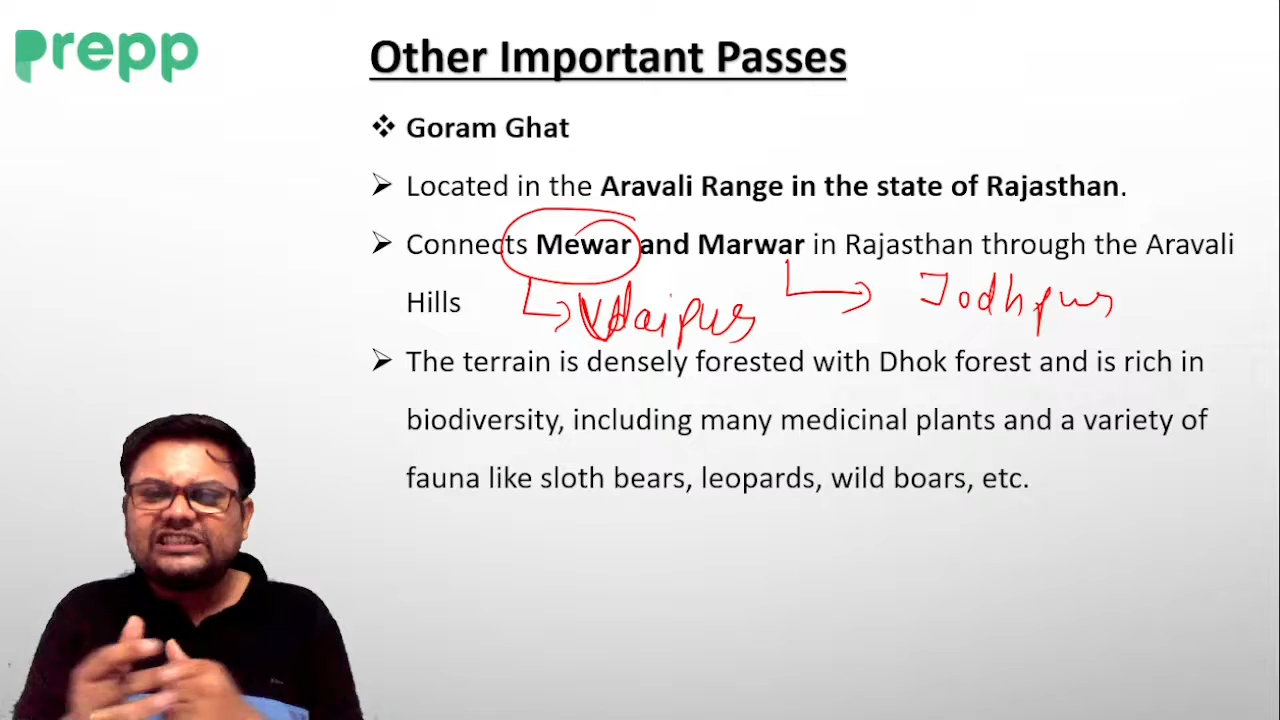 prepp
Other Important Passes
❖ Goram Ghat
➢ Located in the Aravali Range in the state of Rajasthan.
➢ Connects Mewar and Marwar in Rajasthan through the Aravali
Hills
Udaipur
Jodhpur
➢ The terrain is densely forested with Dhok forest and is rich in
biodiversity, including many medicinal plants and a variety of
fauna like sloth bears, leopards, wild boars, etc.